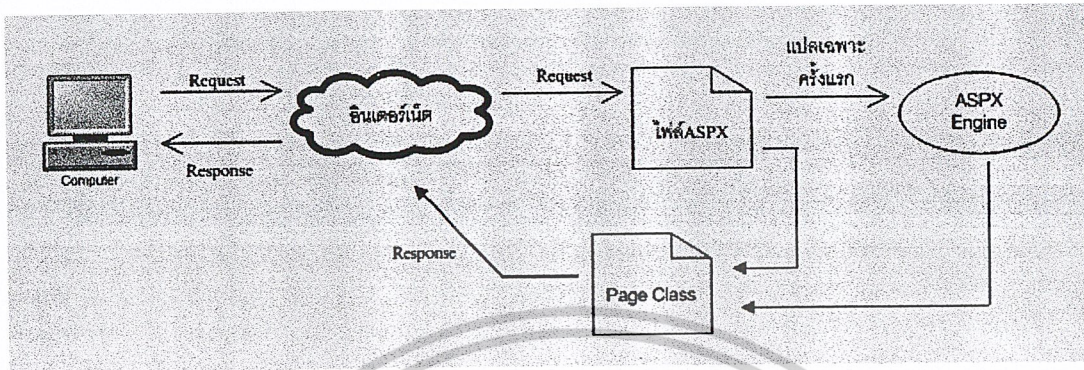 Request
Response
Computer
อินเตอร์เน็ต
Request
ไฟล์ASPX
แปลเฉพาะ
ครั้งแรก
ASPX
Engine
Response
Page Class